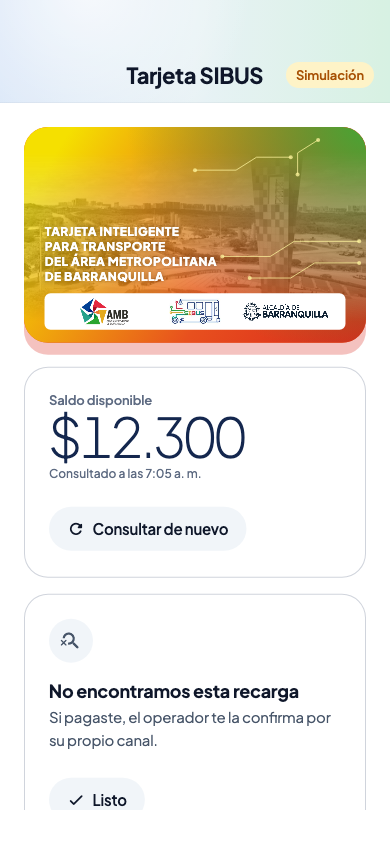 Tarjeta SIBUS
Simulación
TARJETA INTELIGENTE
PARA TRANSPORTE
DEL ÁREA METROPOLITANA
DE BARRANQUILLA
AMB
SIBUS
ALCALDÍA DE
BARRANQUILLA
Saldo disponible
$12.300
Consultado a las 7:05 a. m.
Consultar de nuevo
No encontramos esta recarga
Si pagaste, el operador te la confirma por
su propio canal.
Listo